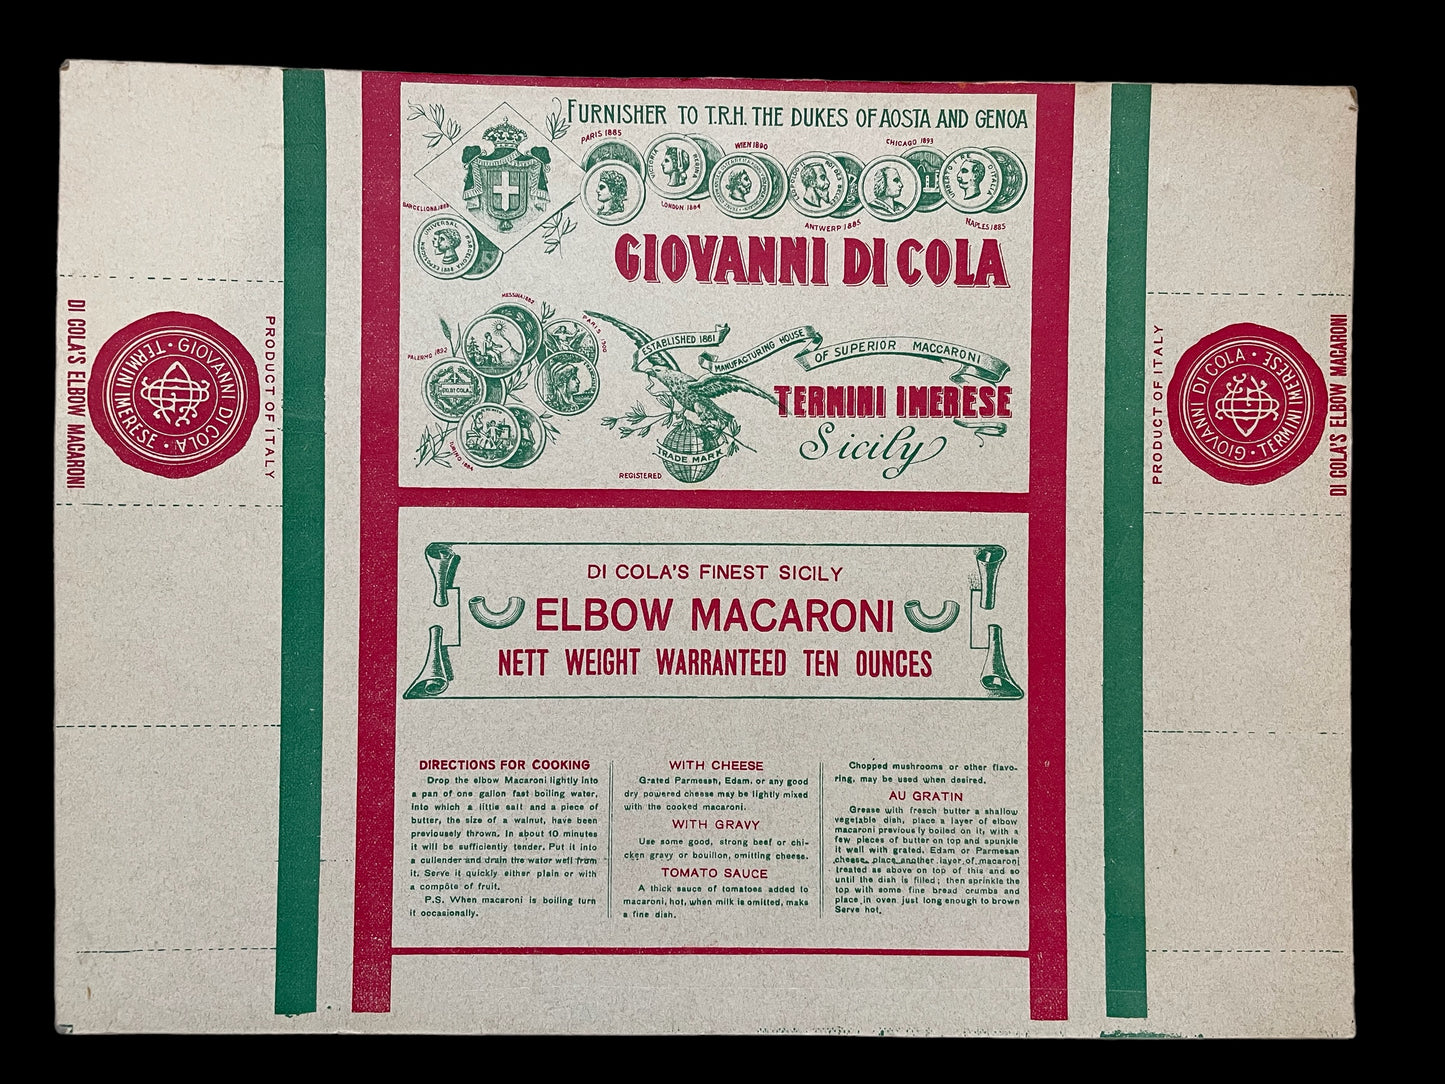 FURNISHER TO T.R.H. THE DUKES OF AOSTA AND GENOA
PARIS 1885
WIEN 1890
CHICAGO 1893
BARCELLONA 1888
LONDON 1884
ANTWERP 1885
NAPLES 1885
VICTORIA REGINA
UMBERTO I RE D'ITALIA
GIOVANNI DI COLA
MESSINA 1882
PARIS 1900
PALERMO 1892
TORINO 1884
ESTABLISHED 1861
MANUFACTURING HOUSE
OF SUPERIOR MACCARONI
TERMINI IMERESE
Sicily
TRADE MARK
REGISTERED
DI COLA'S FINEST SICILY
ELBOW MACARONI
NETT WEIGHT WARRANTEED TEN OUNCES
DIRECTIONS FOR COOKING
Drop the elbow Macaroni lightly into
a pan of one gallon fast boiling water,
into which a little salt and a piece of
butter, the size of a walnut, have been
previously thrown. In about 10 minutes
it will be sufficiently tender. Put it into
a cullender and drain the water well from
it. Serve it quickly either plain or with
a compôte of fruit.
P.S. When macaroni is boiling turn
it occasionally.
WITH CHEESE
Grated Parmesan, Edam. or any good
dry powered cheese may be lightly mixed
with the cooked macaroni.
WITH GRAVY
Use some good, strong beef or chi-
cken gravy or bouillon, omitting cheese.
TOMATO SAUCE
A thick sauce of tomatoes added to
macaroni, hot, when milk is omitted, make
a fine dish.
Chopped mushrooms or other flavo-
ring, may be used when desired.
AU GRATIN
Grease with fresch butter a shallow
vegetable dish, place a layer of elbow
macaroni previously boiled on it, with a
few pieces of butter on top and spunkle
it well with grated. Edam or Parmesan
cheese. place another layer of macaroni
treated as above on top of this and so
until the dish is filled; then sprinkle the
top with some fine bread crumbs and
place in oven just long enough to brown
Serve hot.
DI COLA'S ELBOW MACARONI
GIOVANNI DI COLA
TERMINI IMERESE
PRODUCT OF ITALY
PRODUCT OF ITALY
GIOVANNI DI COLA
TERMINI IMERESE
DI COLA'S ELBOW MACARONI